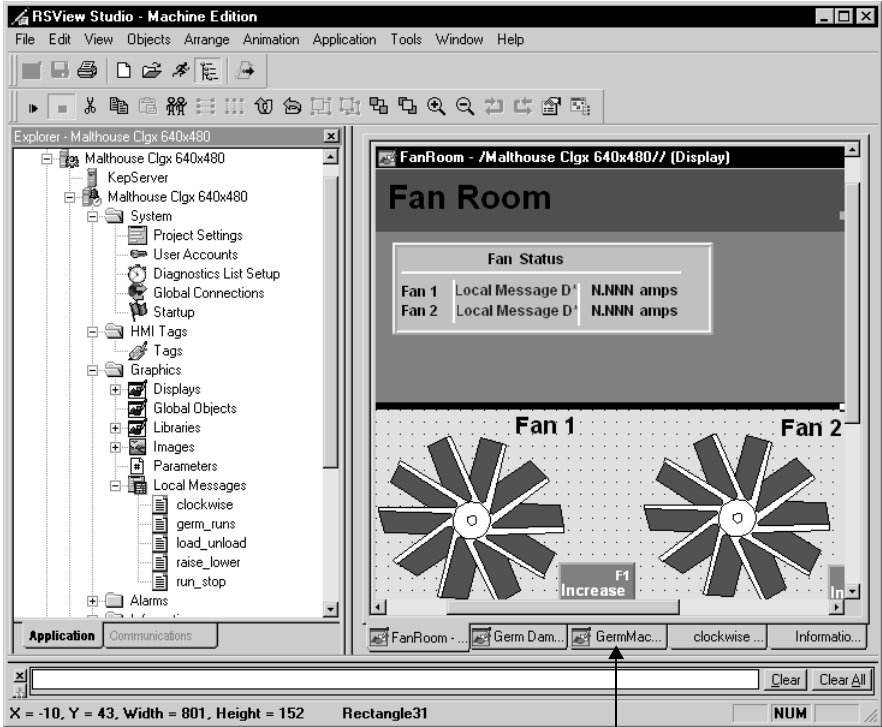 RSView Studio - Machine Edition
File Edit View Objects Arrange Animation Application Tools Window Help
Explorer - Malthouse Clgx 640x480
Malthouse Clgx 640x480
KepServer
Malthouse Clgx 640x480
System
Project Settings
User Accounts
Diagnostics List Setup
Global Connections
Startup
HMI Tags
Tags
Graphics
Displays
Global Objects
Libraries
Images
Parameters
Local Messages
clockwise
germ_runs
load_unload
raise_lower
run_stop
Alarms
Application Communications
FanRoom - /Malthouse Clgx 640x480// (Display)
Fan Room
Fan Status
Fan 1 Local Message D* N.NNN amps
Fan 2 Local Message D* N.NNN amps
Fan 1 Fan 2
F1
Increase In
FanRoom - ... Germ Dam... GermMac... clockwise ... Informatio...
Clear Clear All
X = -10, Y = 43, Width = 801, Height = 152 Rectangle31 NUM